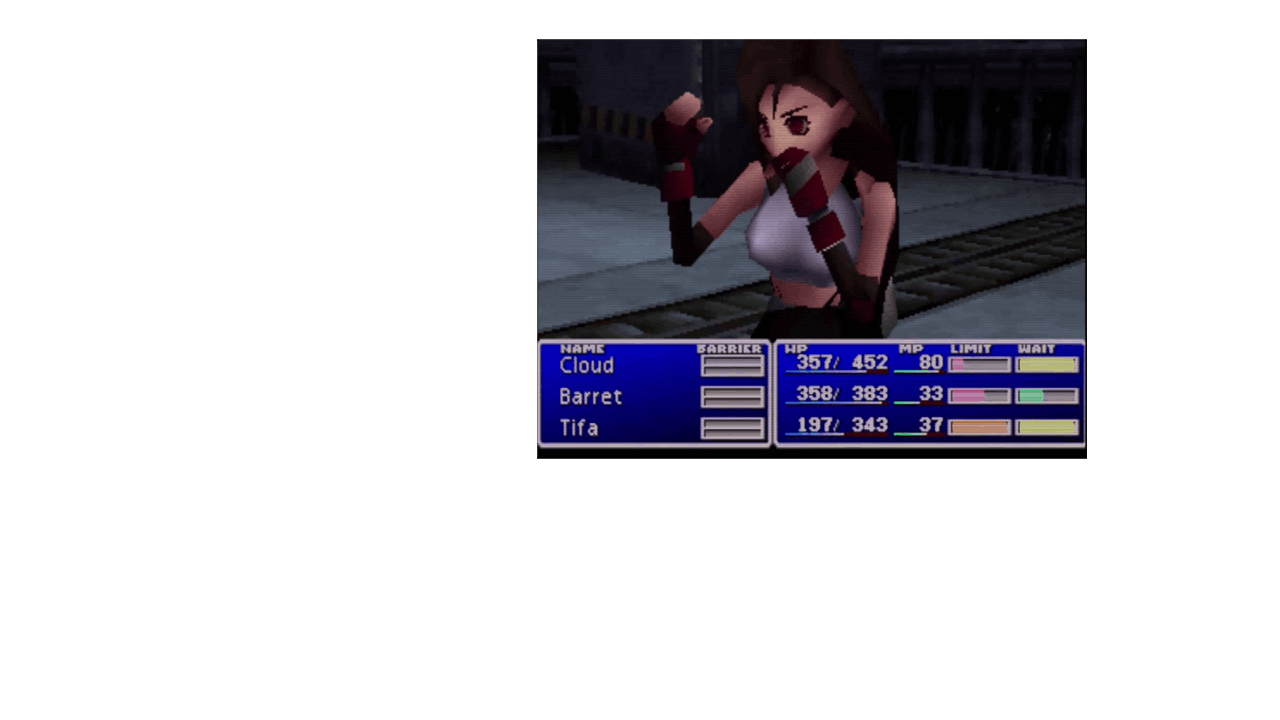 NAME BARRIER HP MP LIMIT WAIT
Cloud 357/ 452 80
Barret 358/ 383 33
Tifa 197/ 343 37